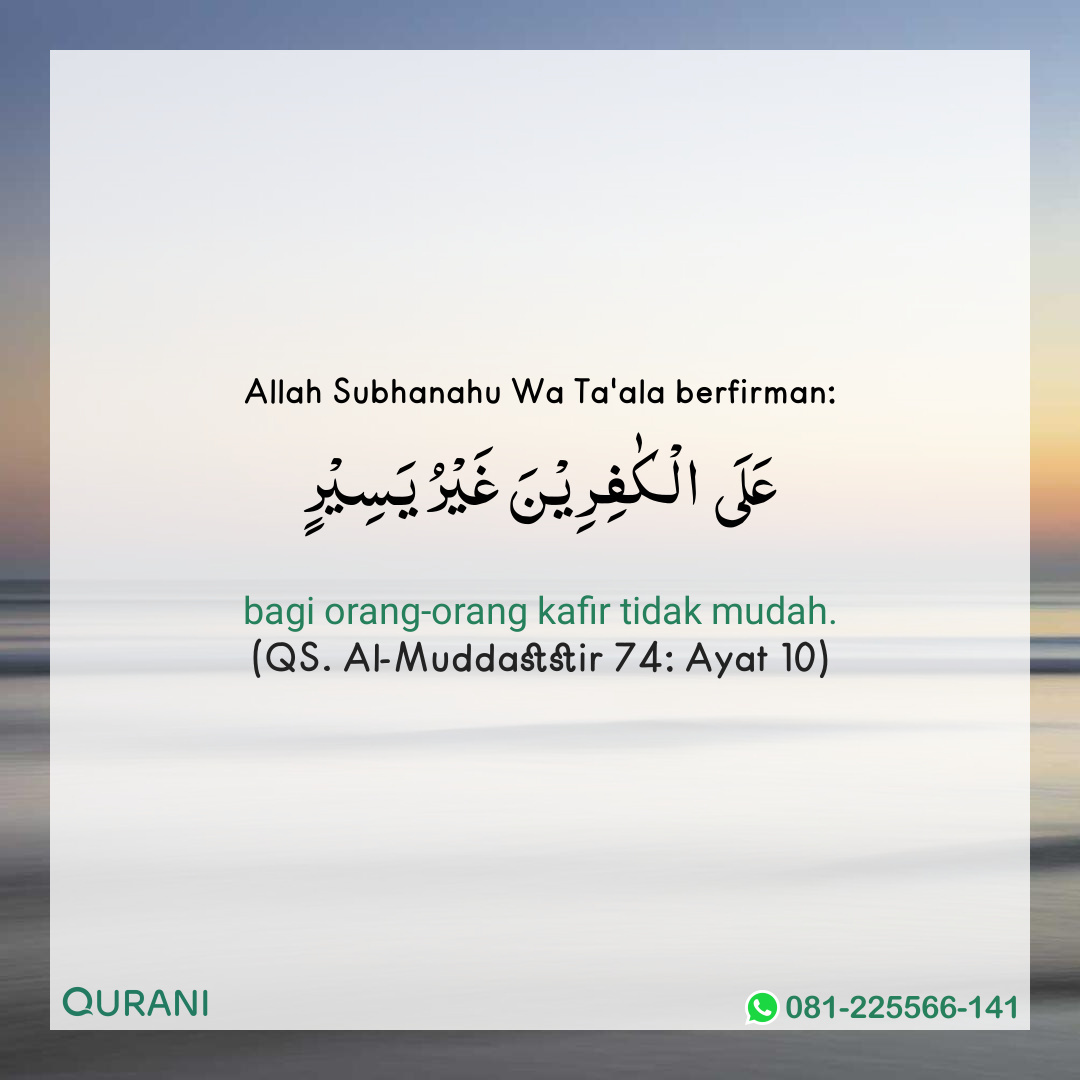 Allah Subhanahu Wa Ta'ala berfirman:
عَلَى الْكٰفِرِيْنَ غَيْرُ يَسِيْرٍ
bagi orang-orang kafir tidak mudah.
(QS. Al-Muddaststir 74: Ayat 10)
QURANI
081-225566-141